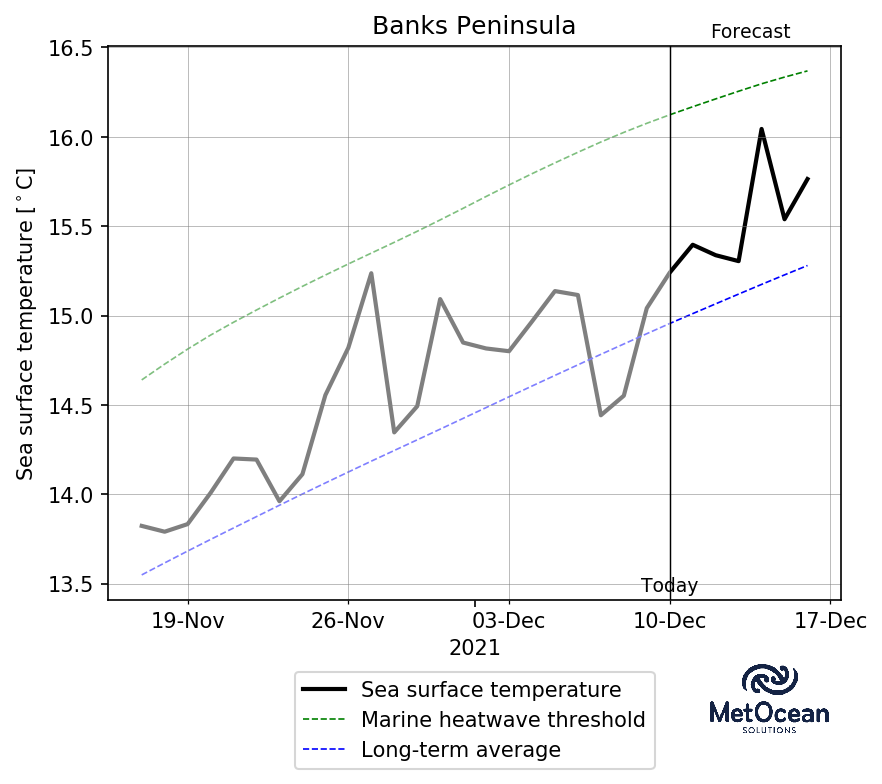 Banks Peninsula
Forecast
Sea surface temperature [°C]
16.5
16.0
15.5
15.0
14.5
14.0
13.5
Today
19-Nov 26-Nov 03-Dec 10-Dec 17-Dec
2021
Sea surface temperature
Marine heatwave threshold
Long-term average
MetOcean
SOLUTIONS